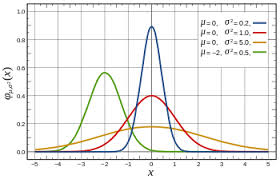 1.0
0.8
0.6
0.4
0.2
0.0
φμ,σ²(x)
μ= 0, σ²= 0.2,
μ= 0, σ²= 1.0,
μ= 0, σ²= 5.0,
μ= −2, σ²= 0.5,
−5 −4 −3 −2 −1 0 1 2 3 4 5
x